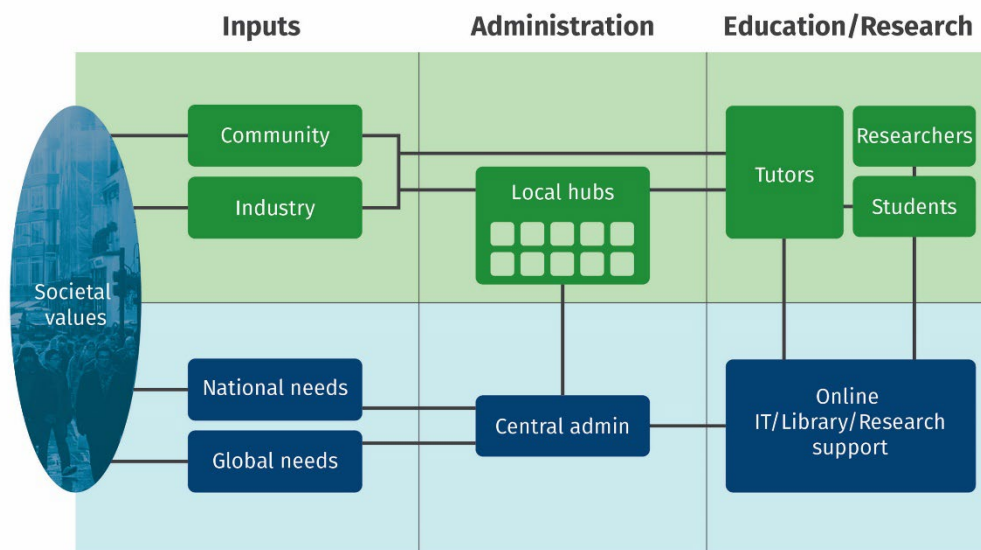 Inputs
Administration
Education/Research
Community
Industry
Local hubs
Tutors
Researchers
Students
Societal
values
National needs
Global needs
Central admin
Online
IT/Library/Research
support